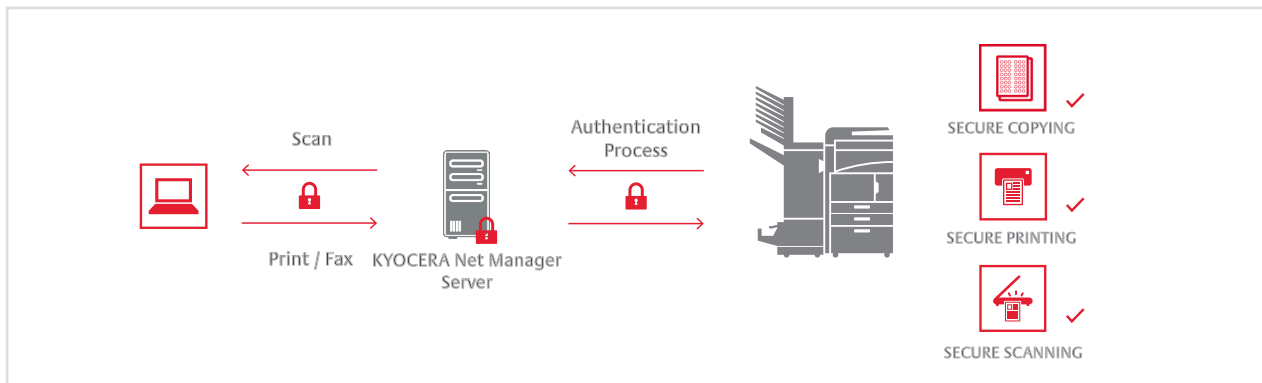 Scan
Print / Fax
KYOCERA Net Manager
Server
Authentication
Process
SECURE COPYING
SECURE PRINTING
SECURE SCANNING